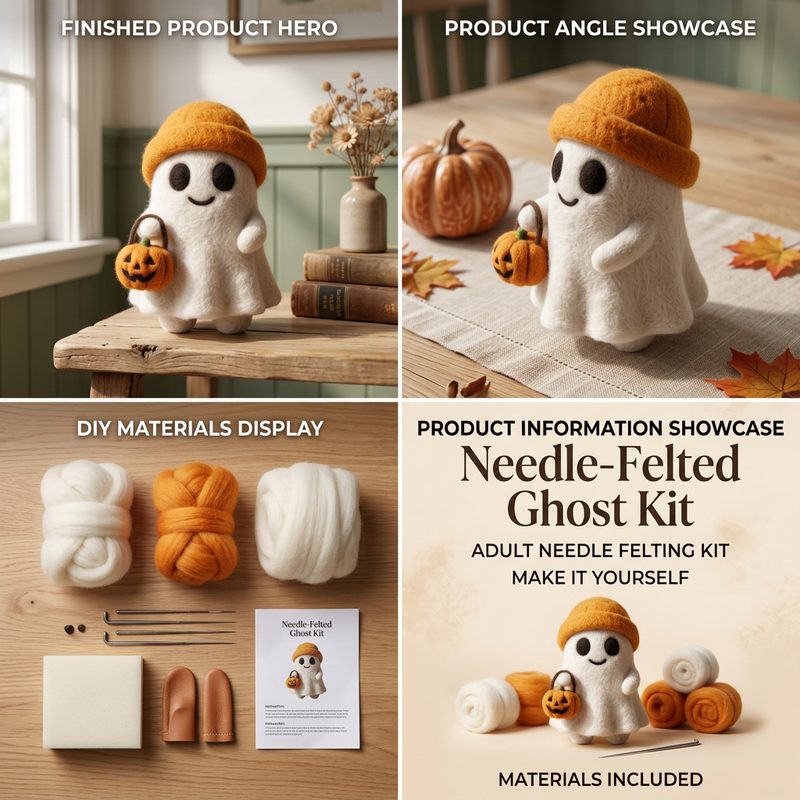 FINISHED PRODUCT HERO
PRODUCT ANGLE SHOWCASE
DIY MATERIALS DISPLAY
Needle-Felted
Ghost Kit
PRODUCT INFORMATION SHOWCASE
Needle-Felted
Ghost Kit
ADULT NEEDLE FELTING KIT
MAKE IT YOURSELF
MATERIALS INCLUDED